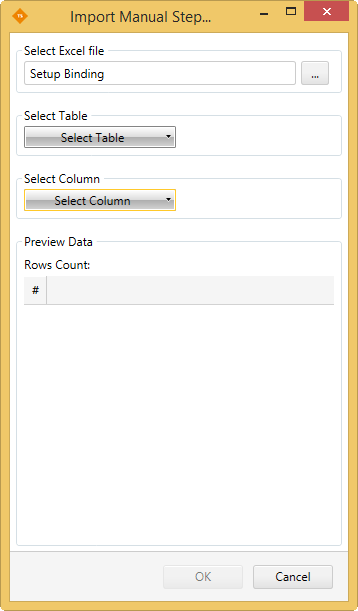 Import Manual Step...
Select Excel file
Setup Binding
...
Select Table
Select Table
Select Column
Select Column
Preview Data
Rows Count:
#
OK
Cancel